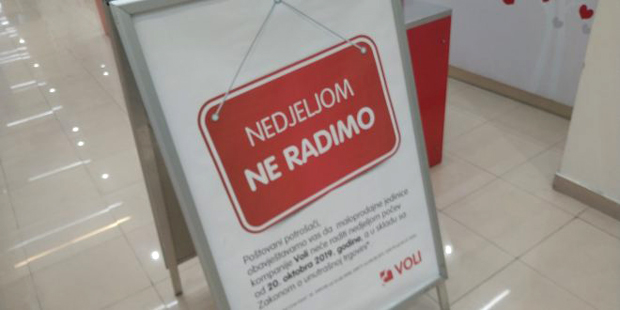 NEDJELJOM
NE RADIMO
Poštovani potrošači,
obavještavamo vas da maloprodajne jedinice
kompanije Voli neće raditi nedjeljom počev
od 20. oktobra 2019. godine, a u skladu sa
Zakonom o unutrašnjoj trgovini"
VOLI